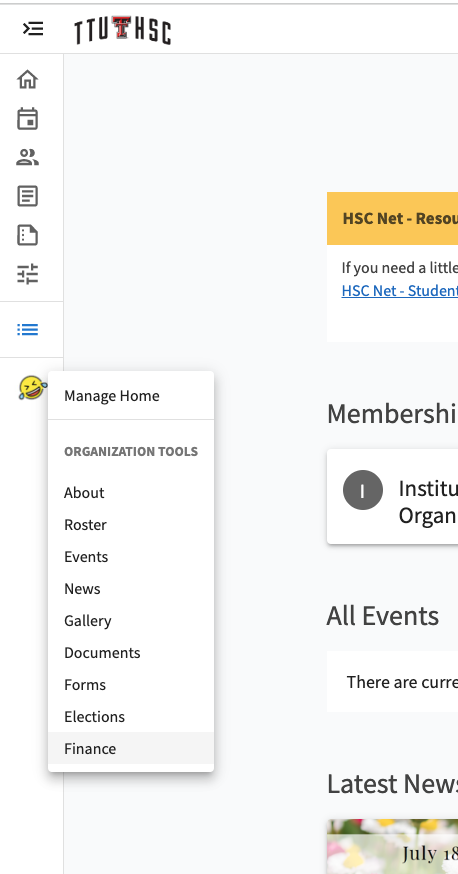 TTU HSC
HSC Net - Resou
If you need a little
HSC Net - Student
Manage Home
ORGANIZATION TOOLS
About
Roster
Events
News
Gallery
Documents
Forms
Elections
Finance
Membershi
I
Institu
Organ
All Events
There are curre
Latest News
July 18